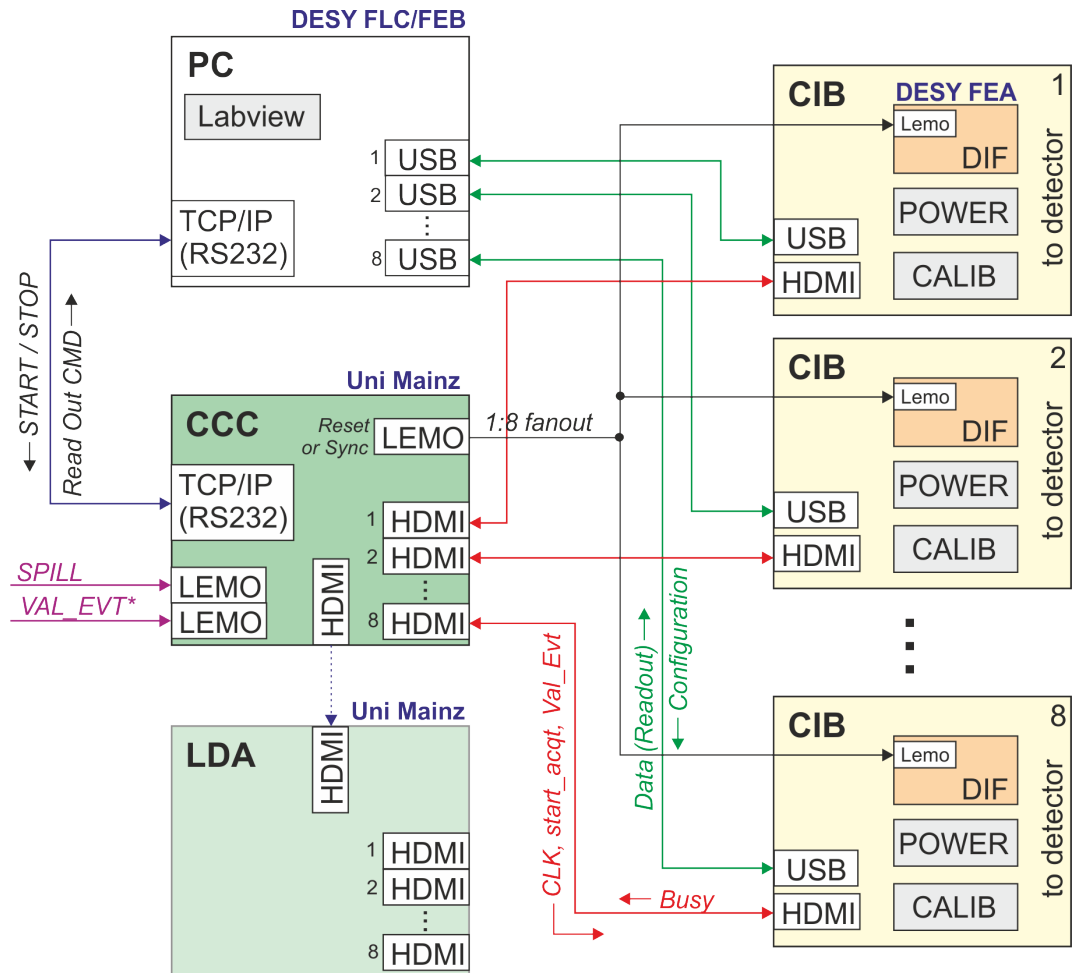 DESY FLC/FEB
PC
Labview
1 USB
2 USB
8 USB
TCP/IP
(RS232)
START / STOP
Read Out CMD
Uni Mainz
CCC
Reset
or Sync
LEMO
1:8 fanout
TCP/IP
(RS232)
1 HDMI
2 HDMI
8 HDMI
HDMI
SPILL
LEMO
VAL_EVT*
LEMO
Uni Mainz
LDA
HDMI
1 HDMI
2 HDMI
8 HDMI
CLK, start_acqt, Val_Evt
Busy
Data (Readout)
Configuration
CIB
1
DESY FEA
Lemo
DIF
POWER
USB
CALIB
HDMI
to detector
CIB
2
Lemo
DIF
POWER
USB
CALIB
HDMI
to detector
CIB
8
Lemo
DIF
POWER
USB
CALIB
HDMI
to detector